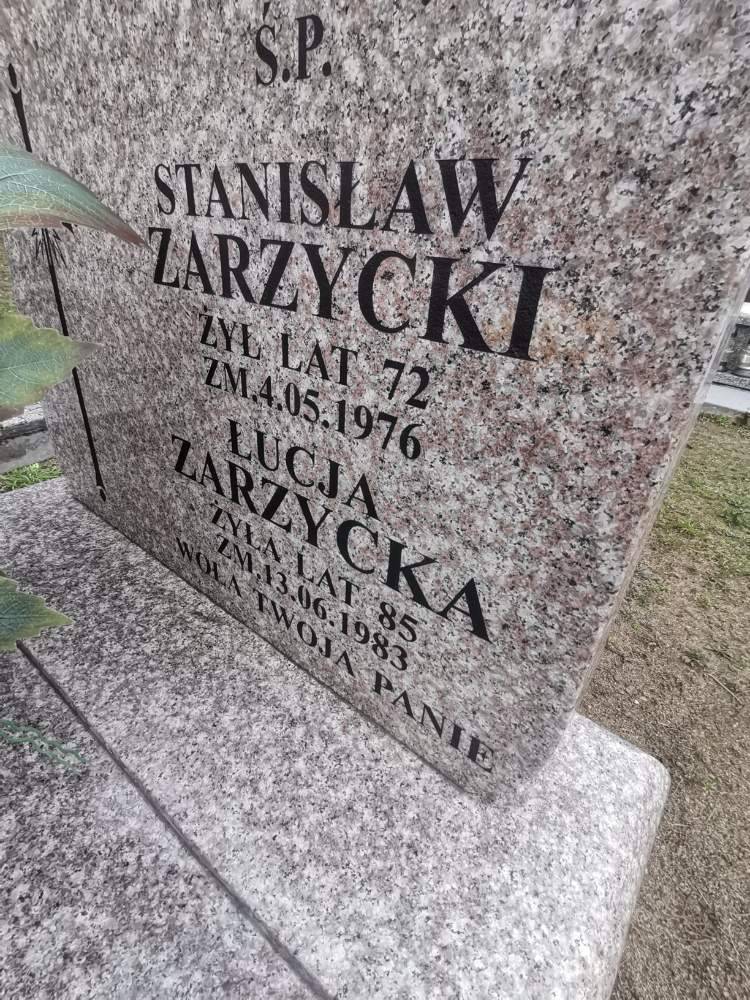 Ś.P.
STANISŁAW
ZARZYCKI
ŻYŁ LAT 72
ZM.4.05.1976
ŁUCJA
ZARZYCKA
ŻYŁA LAT 85
ZM.13.06.1983
WOLA TWOJA PANIE